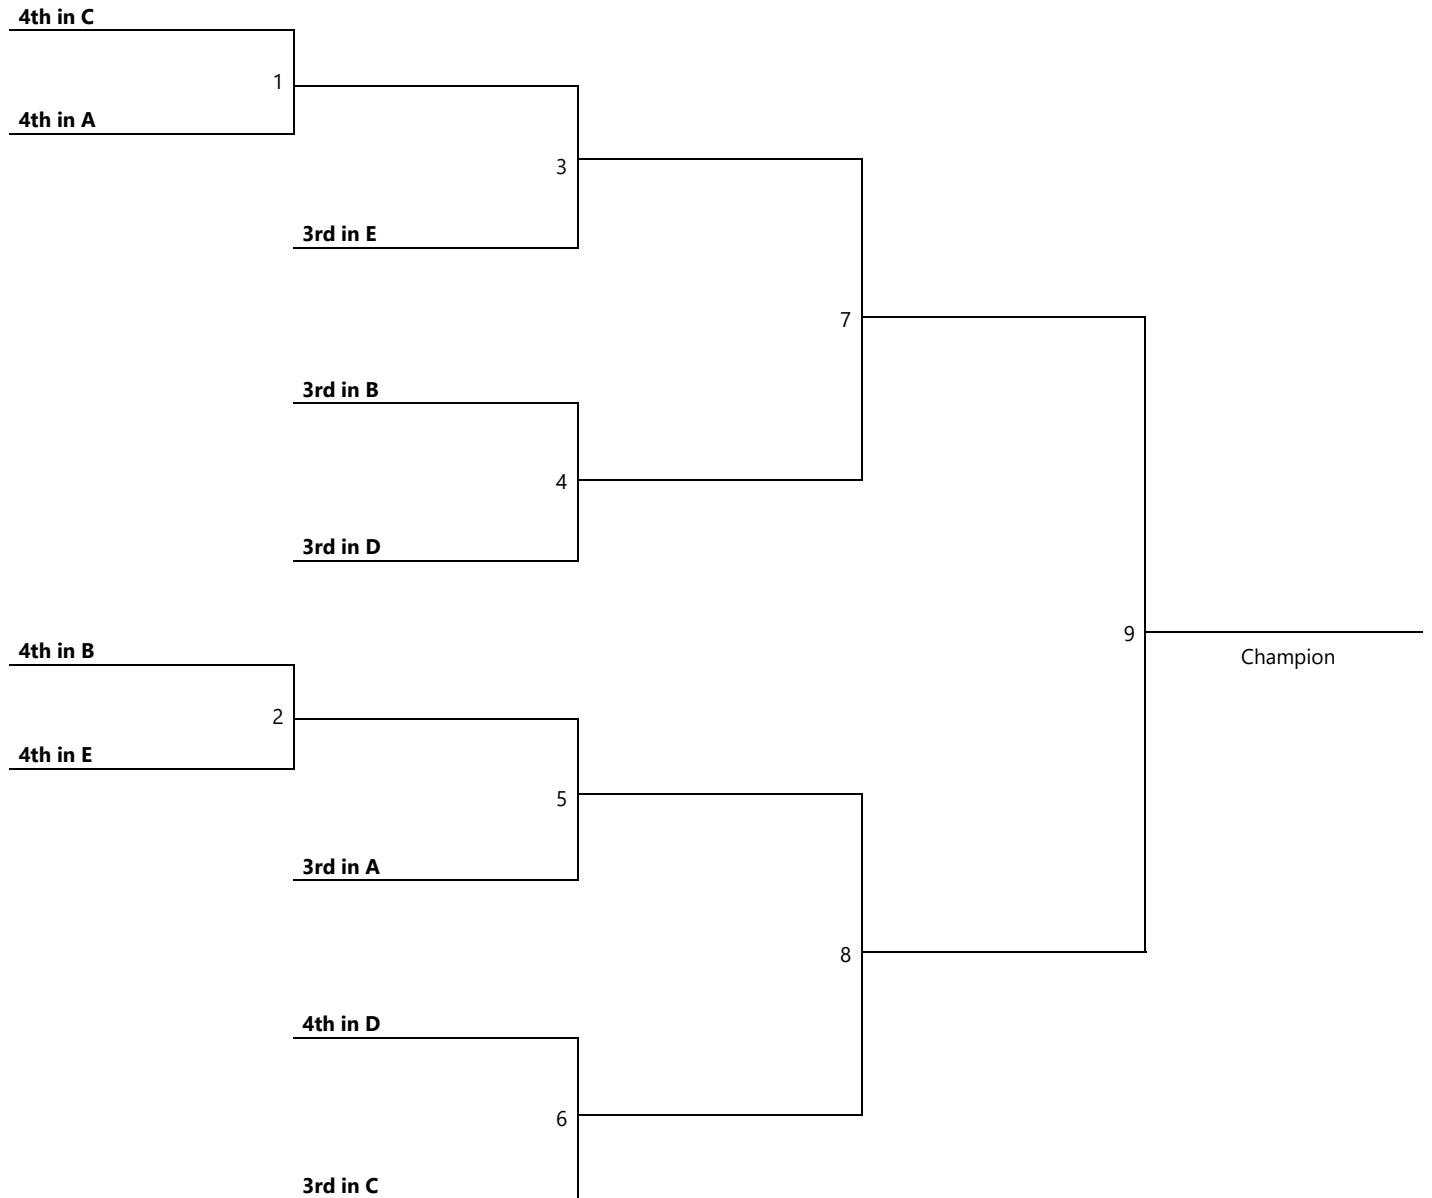 4th in C
1
4th in A
3
3rd in E
7
3rd in B
4
3rd in D
9
Champion
4th in B
2
4th in E
5
3rd in A
8
4th in D
6
3rd in C